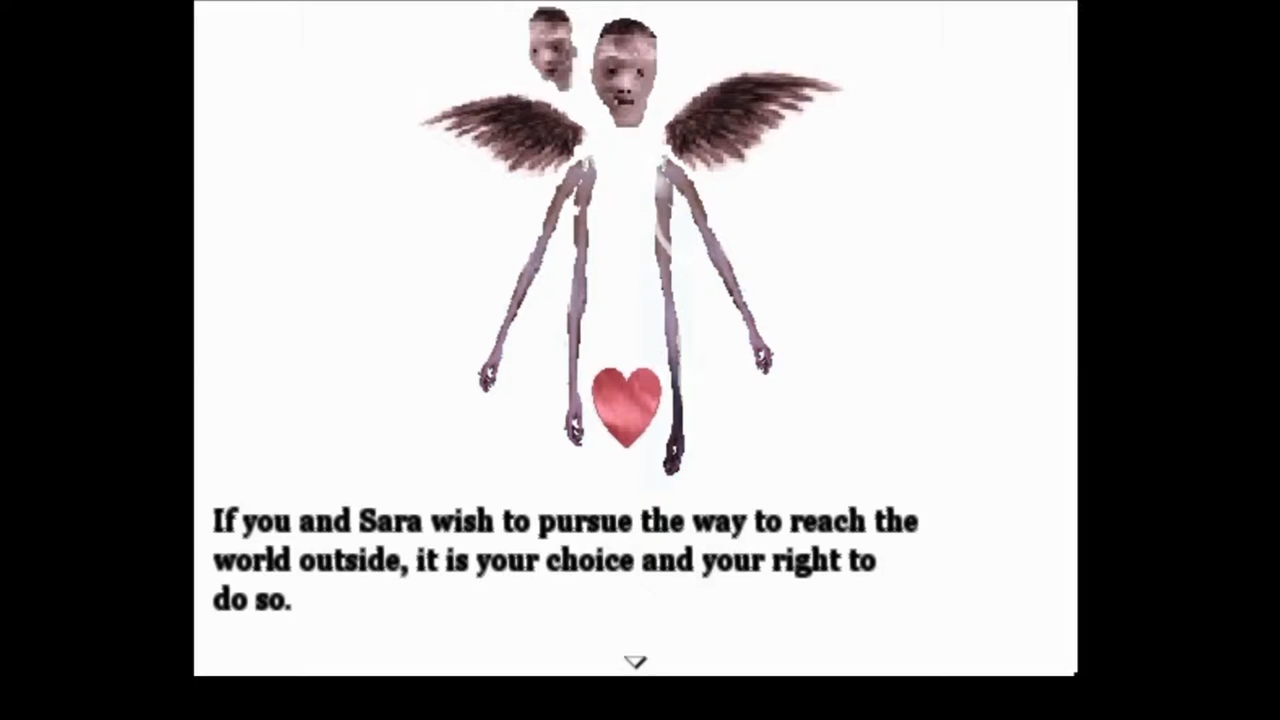 If you and Sara wish to pursue the way to reach the
world outside, it is your choice and your right to
do so.